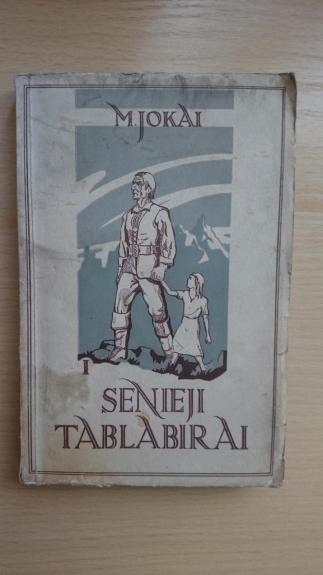 M. JOKAI
I
SENIEJI
TABLABIRAI